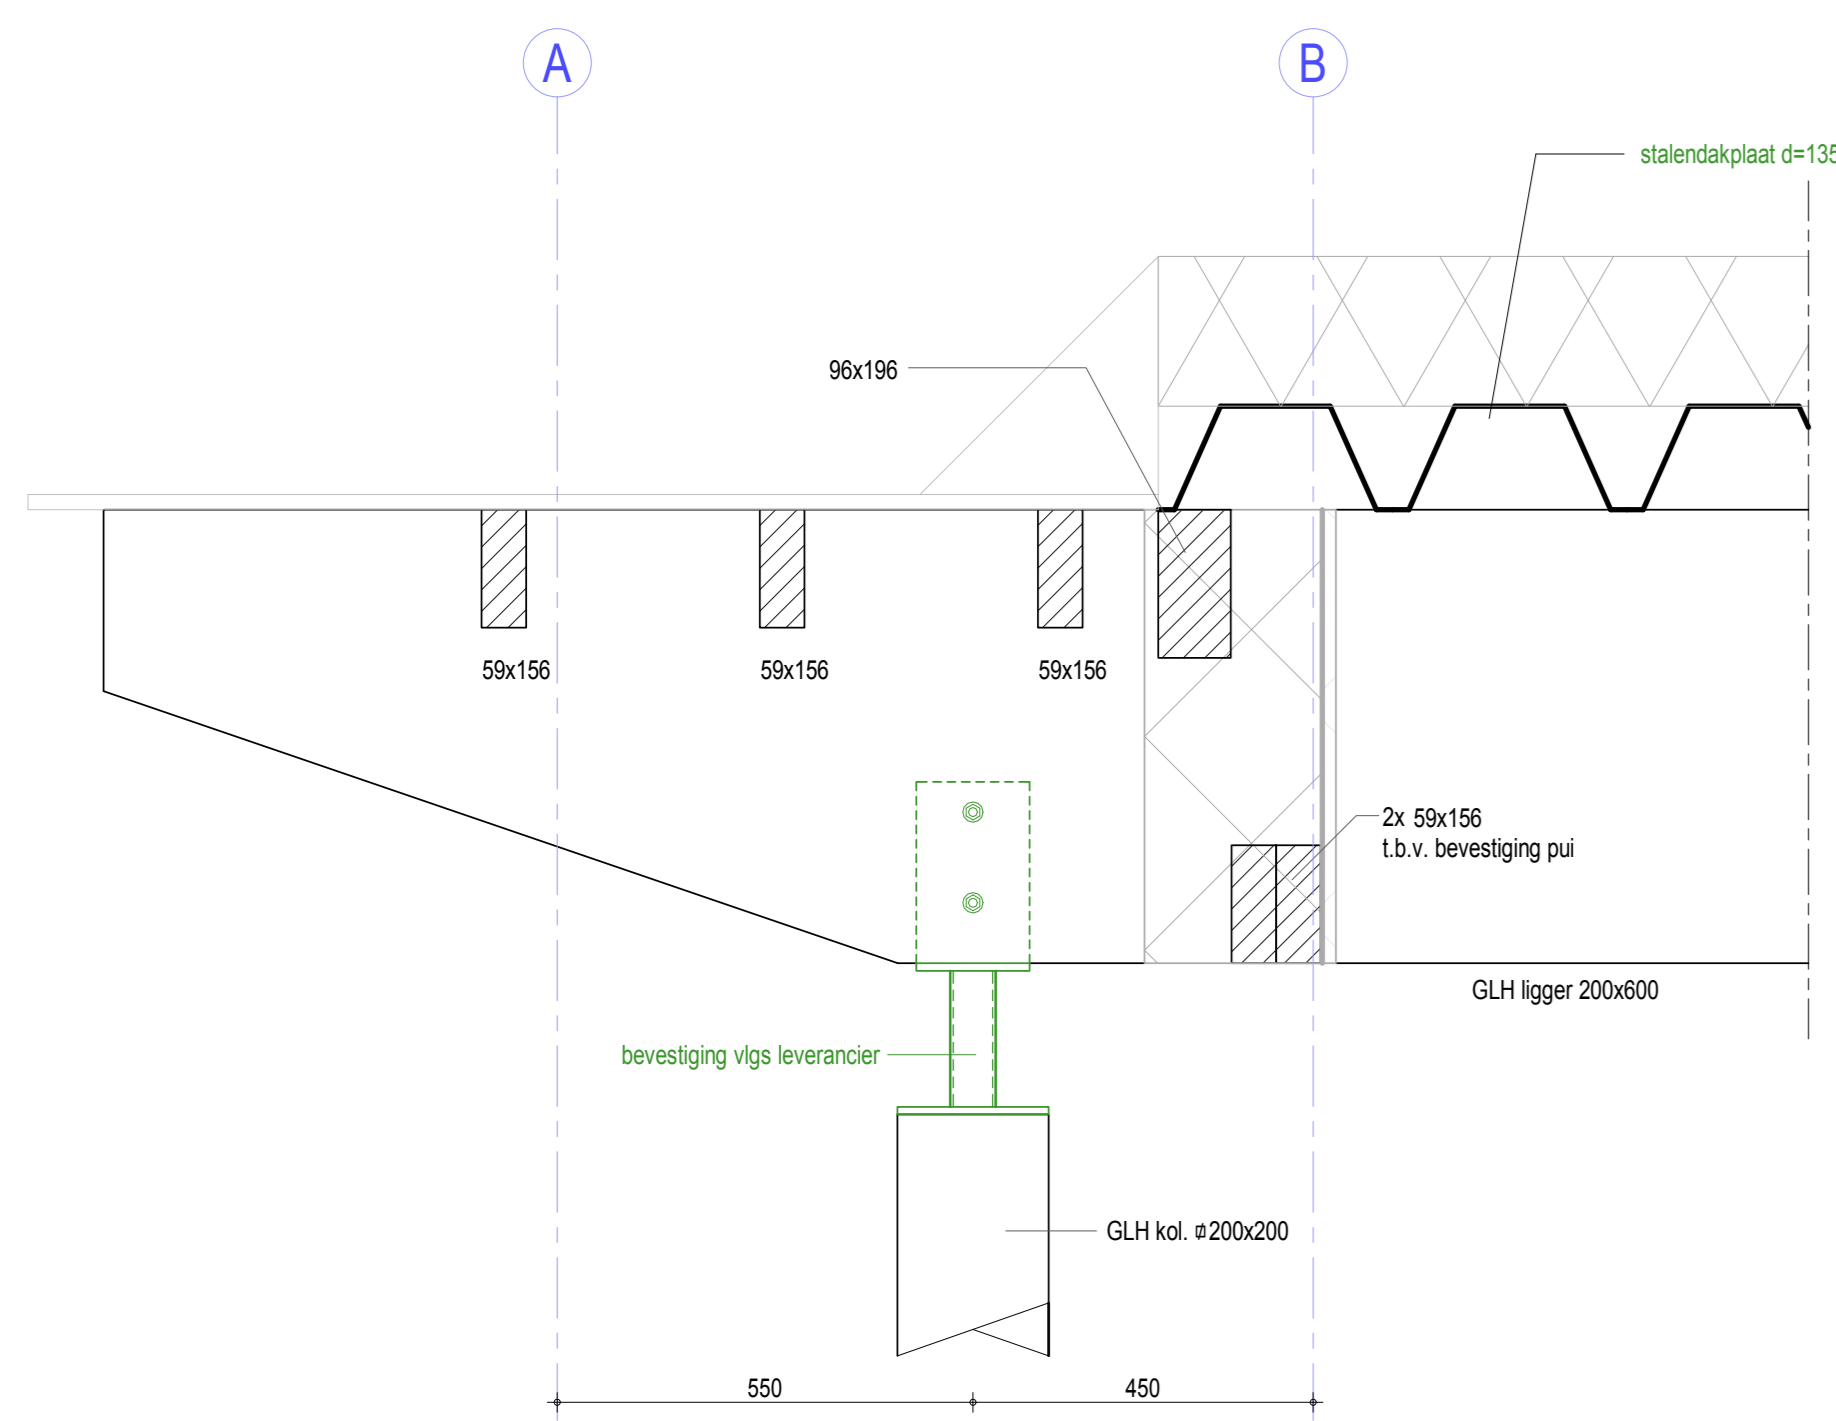 A
B
stalendakplaat d=135
96x196
59x156
59x156
59x156
2x 59x156
t.b.v. bevestiging pui
GLH ligger 200x600
bevestiging vlgs leverancier
GLH kol. ⌀200x200
550
450